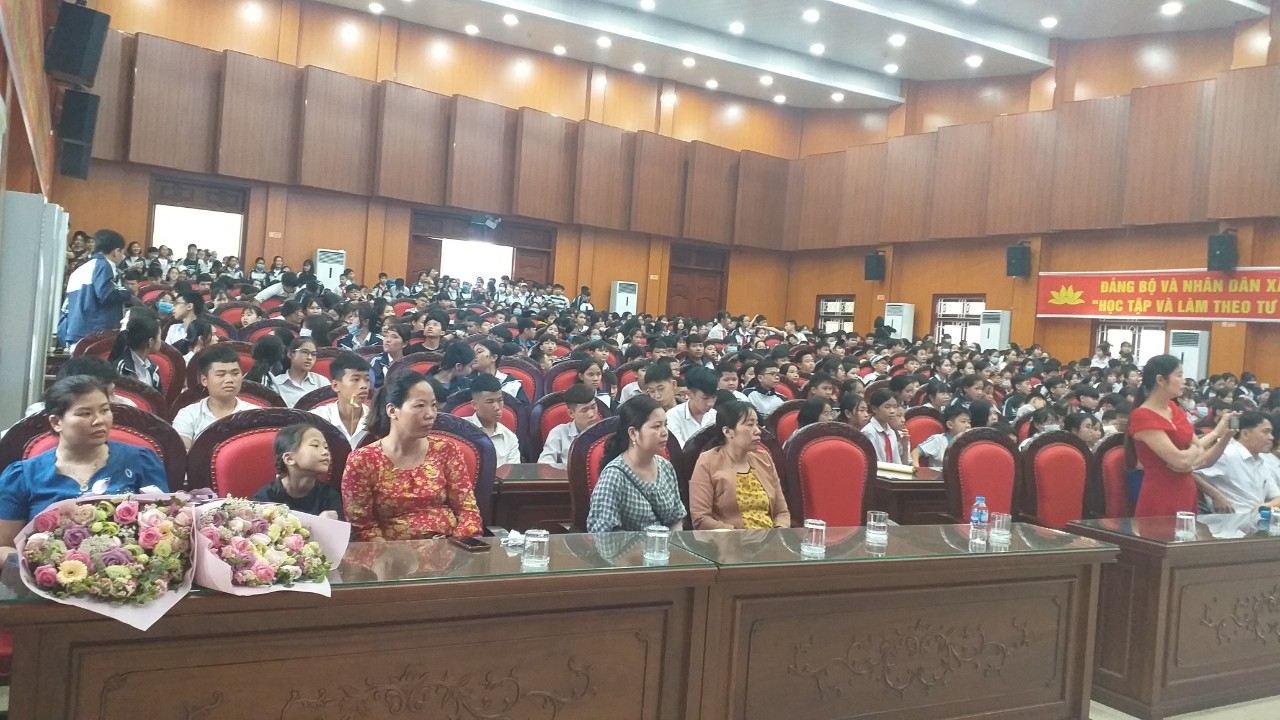 ĐẢNG BỘ VÀ NHÂN DÂN XÃ
"HỌC TẬP VÀ LÀM THEO TƯ